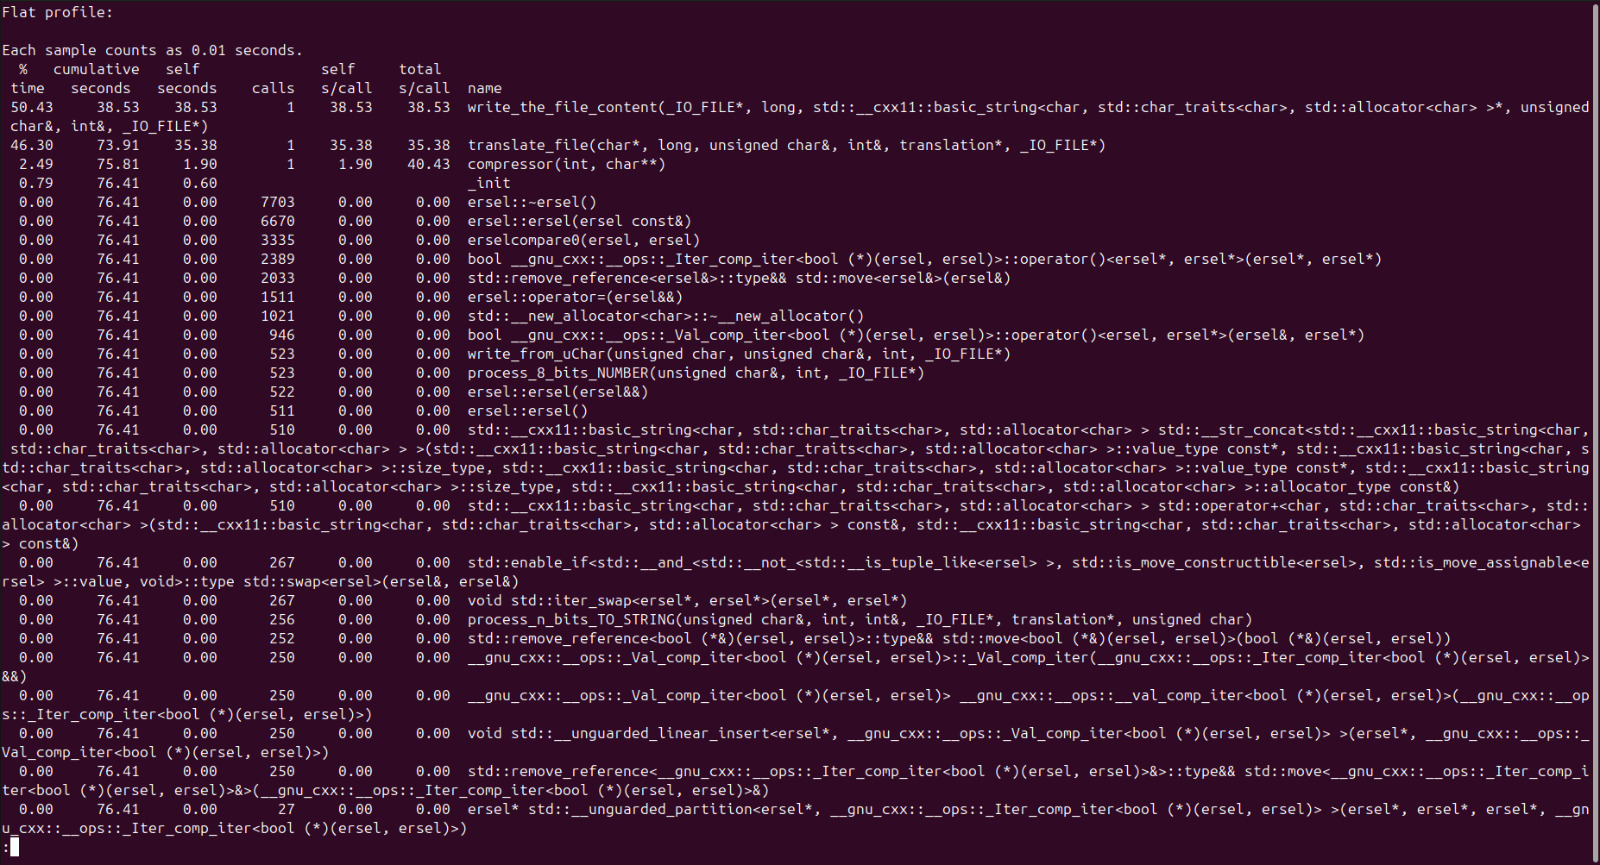 Flat profile:
Each sample counts as 0.01 seconds.
  %   cumulative   self              self     total
 time   seconds   seconds    calls   s/call   s/call  name
 50.43     38.53    38.53        1    38.53    38.53  write_the_file_content(_IO_FILE*, long, std::__cxx11::basic_string<char, std::char_traits<char>, std::allocator<char> >*, unsigned
 char&, int&, _IO_FILE*)
 46.30     73.91    35.38        1    35.38    35.38  translate_file(char*, long, unsigned char&, int&, translation*, _IO_FILE*)
  2.49     75.81     1.90        1     1.90    40.43  compressor(int, char**)
  0.79     76.41     0.60                             _init
  0.00     76.41     0.00     7703     0.00     0.00  ersel::~ersel()
  0.00     76.41     0.00     6670     0.00     0.00  ersel::ersel(ersel const&)
  0.00     76.41     0.00     3335     0.00     0.00  erselcompare0(ersel, ersel)
  0.00     76.41     0.00     2389     0.00     0.00  bool __gnu_cxx::__ops::_Iter_comp_iter<bool (*)(ersel, ersel)>::operator()<ersel*, ersel*>(ersel*, ersel*)
  0.00     76.41     0.00     2033     0.00     0.00  std::remove_reference<ersel&>::type&& std::move<ersel&>(ersel&)
  0.00     76.41     0.00     1511     0.00     0.00  ersel::operator=(ersel&&)
  0.00     76.41     0.00     1021     0.00     0.00  std::__new_allocator<char>::~__new_allocator()
  0.00     76.41     0.00      946     0.00     0.00  bool __gnu_cxx::__ops::_Val_comp_iter<bool (*)(ersel, ersel)>::operator()<ersel, ersel*>(ersel&, ersel*)
  0.00     76.41     0.00      523     0.00     0.00  write_from_uChar(unsigned char, unsigned char&, int, _IO_FILE*)
  0.00     76.41     0.00      523     0.00     0.00  process_8_bits_NUMBER(unsigned char&, int, _IO_FILE*)
  0.00     76.41     0.00      522     0.00     0.00  ersel::ersel(ersel&&)
  0.00     76.41     0.00      511     0.00     0.00  ersel::ersel()
  0.00     76.41     0.00      510     0.00     0.00  std::__cxx11::basic_string<char, std::char_traits<char>, std::allocator<char> > std::__str_concat<std::__cxx11::basic_string<char,
 std::char_traits<char>, std::allocator<char> > >(std::__cxx11::basic_string<char, std::char_traits<char>, std::allocator<char> >::value_type const*, std::__cxx11::basic_string<char, s
td::char_traits<char>, std::allocator<char> >::size_type, std::__cxx11::basic_string<char, std::char_traits<char>, std::allocator<char> >::value_type const*, std::__cxx11::basic_string
<char, std::char_traits<char>, std::allocator<char> >::size_type, std::__cxx11::basic_string<char, std::char_traits<char>, std::allocator<char> >::allocator_type const&)
  0.00     76.41     0.00      510     0.00     0.00  std::__cxx11::basic_string<char, std::char_traits<char>, std::allocator<char> > std::operator+<char, std::char_traits<char>, std::
allocator<char> >(std::__cxx11::basic_string<char, std::char_traits<char>, std::allocator<char> > const&, std::__cxx11::basic_string<char, std::char_traits<char>, std::allocator<char>
> const&)
  0.00     76.41     0.00      267     0.00     0.00  std::enable_if<std::__and_<std::__not_<std::__is_tuple_like<ersel> >, std::is_move_constructible<ersel>, std::is_move_assignable<e
rsel> >::value, void>::type std::swap<ersel>(ersel&, ersel&)
  0.00     76.41     0.00      267     0.00     0.00  void std::iter_swap<ersel*, ersel*>(ersel*, ersel*)
  0.00     76.41     0.00      256     0.00     0.00  process_n_bits_TO_STRING(unsigned char&, int, int&, _IO_FILE*, translation*, unsigned char)
  0.00     76.41     0.00      252     0.00     0.00  std::remove_reference<bool (*&)(ersel, ersel)>::type&& std::move<bool (*&)(ersel, ersel)>(bool (*&)(ersel, ersel))
  0.00     76.41     0.00      250     0.00     0.00  __gnu_cxx::__ops::_Val_comp_iter<bool (*)(ersel, ersel)>::_Val_comp_iter(__gnu_cxx::__ops::_Iter_comp_iter<bool (*)(ersel, ersel)>
&&)
  0.00     76.41     0.00      250     0.00     0.00  __gnu_cxx::__ops::_Val_comp_iter<bool (*)(ersel, ersel)> __gnu_cxx::__ops::__val_comp_iter<bool (*)(ersel, ersel)>(__gnu_cxx::__op
s::_Iter_comp_iter<bool (*)(ersel, ersel)>)
  0.00     76.41     0.00      250     0.00     0.00  void std::__unguarded_linear_insert<ersel*, __gnu_cxx::__ops::_Val_comp_iter<bool (*)(ersel, ersel)> >(ersel*, __gnu_cxx::__ops::_
Val_comp_iter<bool (*)(ersel, ersel)>)
  0.00     76.41     0.00      250     0.00     0.00  std::remove_reference<__gnu_cxx::__ops::_Iter_comp_iter<bool (*)(ersel, ersel)>&>::type&& std::move<__gnu_cxx::__ops::_Iter_comp_i
ter<bool (*)(ersel, ersel)>&>(__gnu_cxx::__ops::_Iter_comp_iter<bool (*)(ersel, ersel)>&)
  0.00     76.41     0.00       27     0.00     0.00  ersel* std::__unguarded_partition<ersel*, __gnu_cxx::__ops::_Iter_comp_iter<bool (*)(ersel, ersel)> >(ersel*, ersel*, ersel*, __gn
u_cxx::__ops::_Iter_comp_iter<bool (*)(ersel, ersel)>)
: